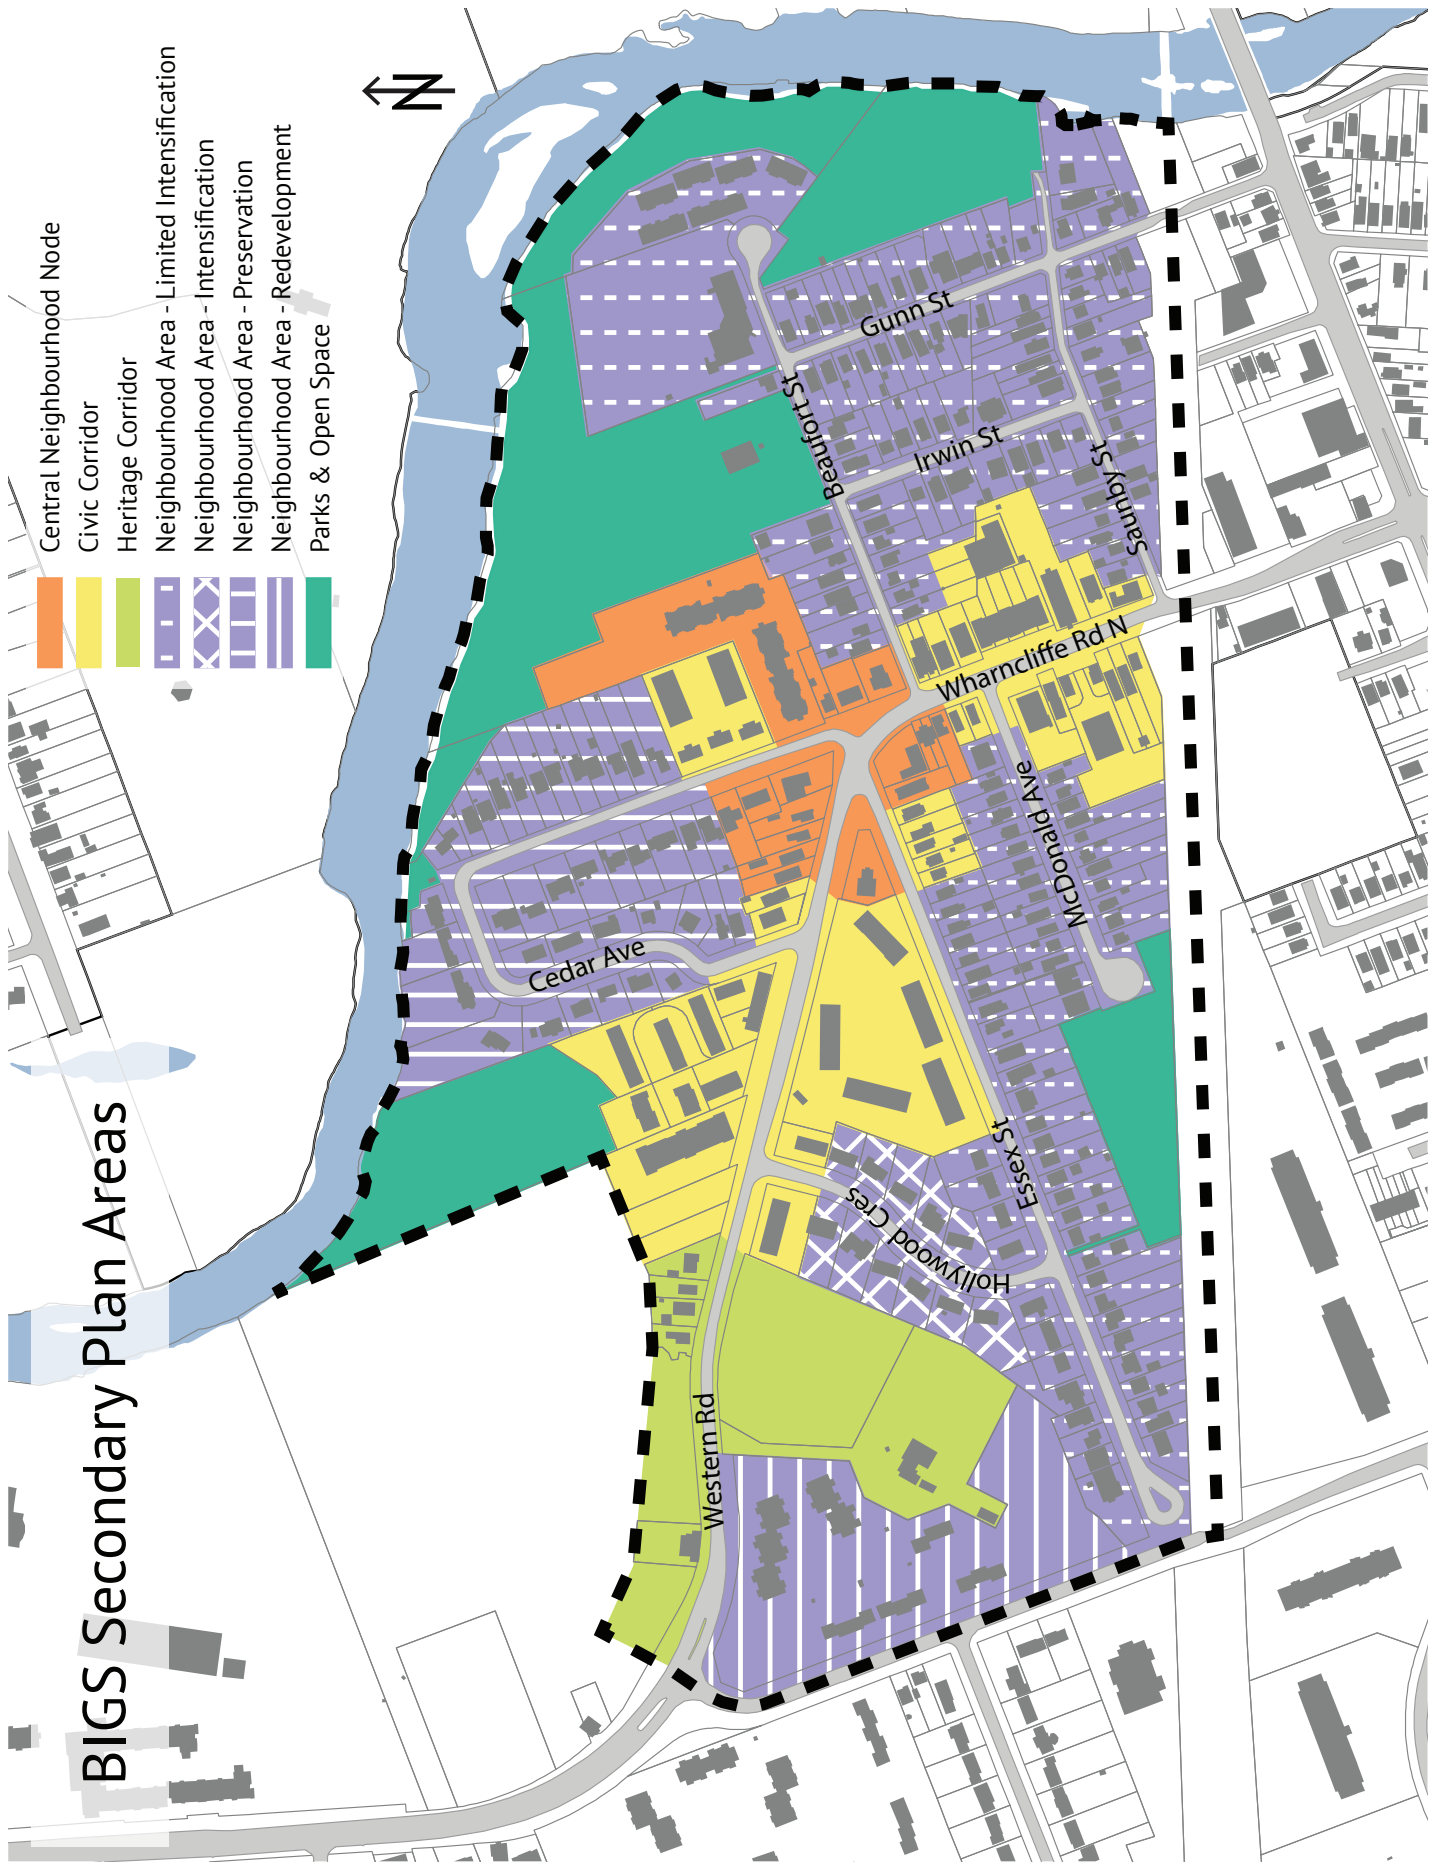 BIGS Secondary Plan Areas
Central Neighbourhood Node
Civic Corridor
Heritage Corridor
Neighbourhood Area - Limited Intensification
Neighbourhood Area - Intensification
Neighbourhood Area - Preservation
Neighbourhood Area - Redevelopment
Parks & Open Space
N
Gunn St
Beaufort St
Irwin St
Saunby St
Wharncliffe Rd N
McDonald Ave
Cedar Ave
Essex St
Hollywood Cres
Western Rd